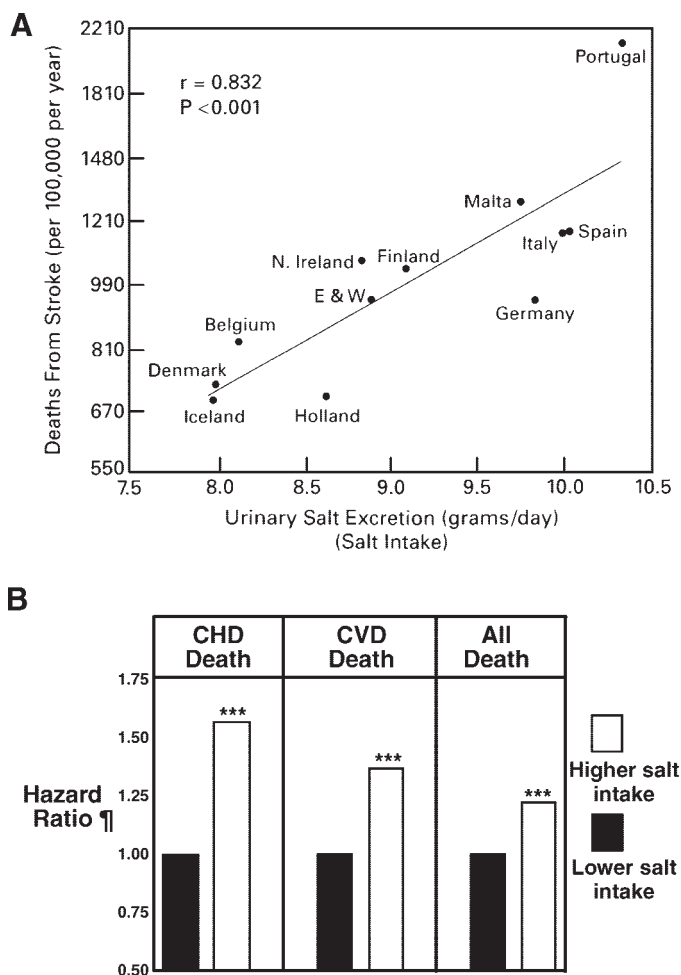 A
2210
1810
1480
1210
990
810
670
550
Deaths From Stroke (per 100,000 per year)
r = 0.832
P <0.001
Portugal
Malta
Italy
Spain
N. Ireland
Finland
E & W
Germany
Belgium
Denmark
Iceland
Holland
7.5 8.0 8.5 9.0 9.5 10.0 10.5
Urinary Salt Excretion (grams/day)
(Salt Intake)
B
CHD
Death
CVD
Death
All
Death
1.75
1.50
1.25
1.00
0.75
0.50
Hazard
Ratio ¶
***
***
***
Higher salt
intake
Lower salt
intake